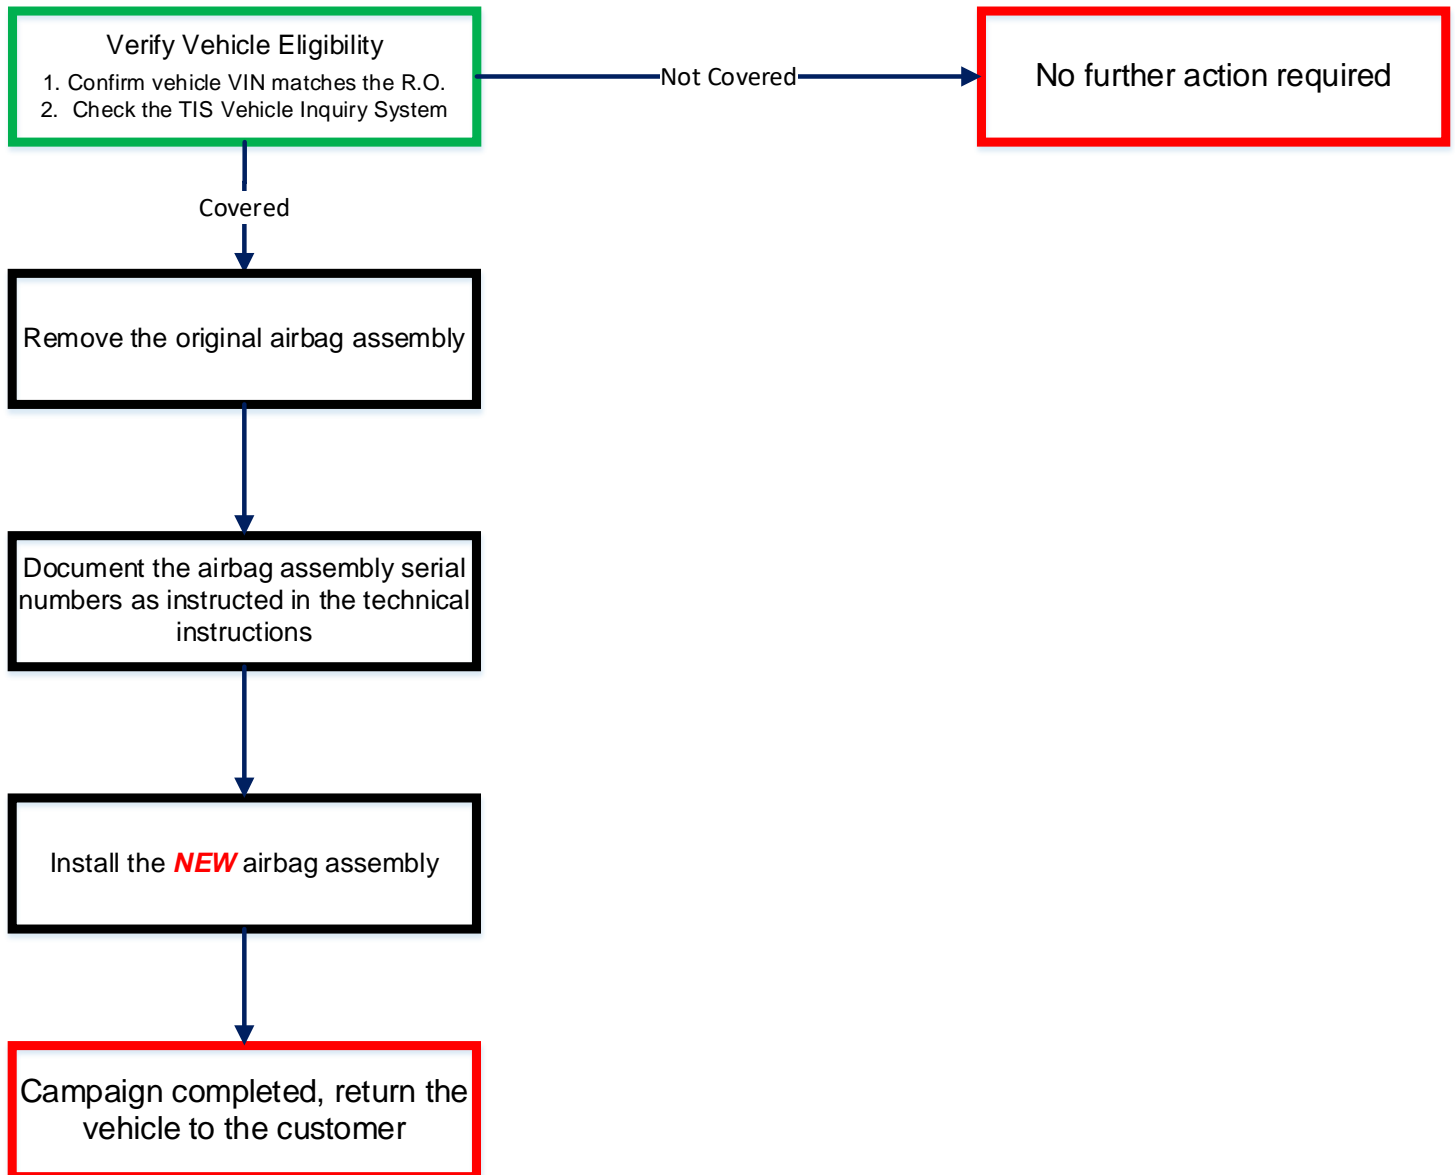 Verify Vehicle Eligibility
1. Confirm vehicle VIN matches the R.O.
2. Check the TIS Vehicle Inquiry System
Not Covered
No further action required
Covered
Remove the original airbag assembly
Document the airbag assembly serial
numbers as instructed in the technical
instructions
Install the NEW airbag assembly
Campaign completed, return the
vehicle to the customer